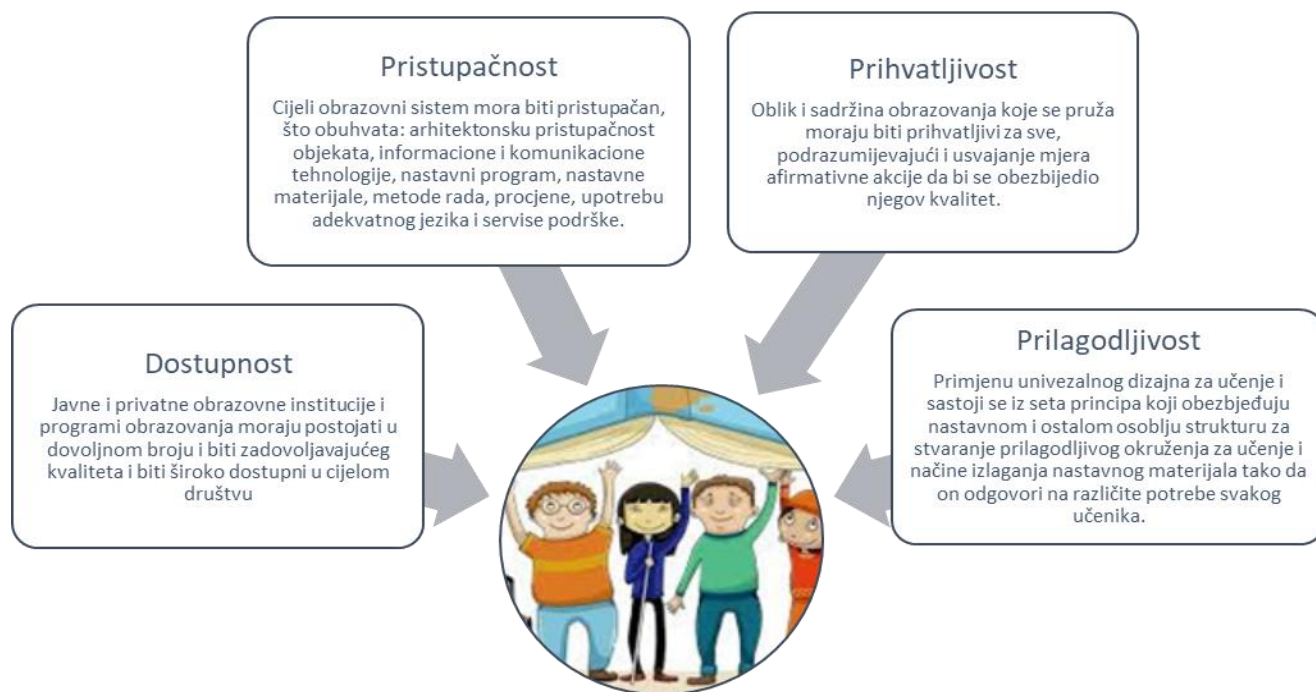 Pristupačnost
Cijeli obrazovni sistem mora biti pristupačan,
što obuhvata: arhitektonsku pristupačnost
objekata, informacione i komunikacione
tehnologije, nastavni program, nastavne
materijale, metode rada, procjene, upotrebu
adekvatnog jezika i servise podrške.
Prihvatljivost
Oblik i sadržina obrazovanja koje se pruža
moraju biti prihvatljivi za sve,
podrazumijevajući i usvajanje mjera
afirmativne akcije da bi se obezbijedio
njegov kvalitet.
Dostupnost
Javne i privatne obrazovne institucije i
programi obrazovanja moraju postojati u
dovoljnom broju i biti zadovoljavajućeg
kvaliteta i biti široko dostupni u cijelom
društvu
Prilagodljivost
Primjenu univezalnog dizajna za učenje i
sastoji se iz seta principa koji obezbjeđuju
nastavnom i ostalom osoblju strukturu za
stvaranje prilagodljivog okruženja za učenje i
načine izlaganja nastavnog materijala tako da
on odgovori na različite potrebe svakog
učenika.